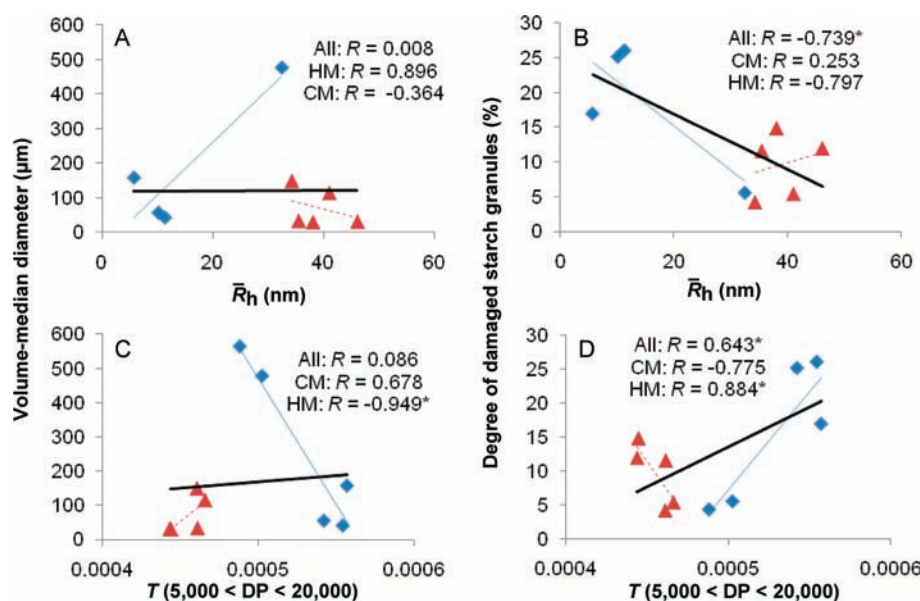 A
All: R = 0.008
HM: R = 0.896
CM: R = -0.364
600
500
400
300
200
100
0
0 20 40 60
R̅h (nm)
B
All: R = -0.739*
CM: R = 0.253
HM: R = -0.797
30
25
20
15
10
5
0
0 20 40 60
R̅h (nm)
Volume-median diameter (µm)
Degree of damaged starch granules (%)
C
All: R = 0.086
CM: R = 0.678
HM: R = -0.949*
600
500
400
300
200
100
0
0.0004 0.0005 0.0006
T (5,000 < DP < 20,000)
D
All: R = 0.643*
CM: R = -0.775
HM: R = 0.884*
30
25
20
15
10
5
0
0.0004 0.0005 0.0006
T (5,000 < DP < 20,000)